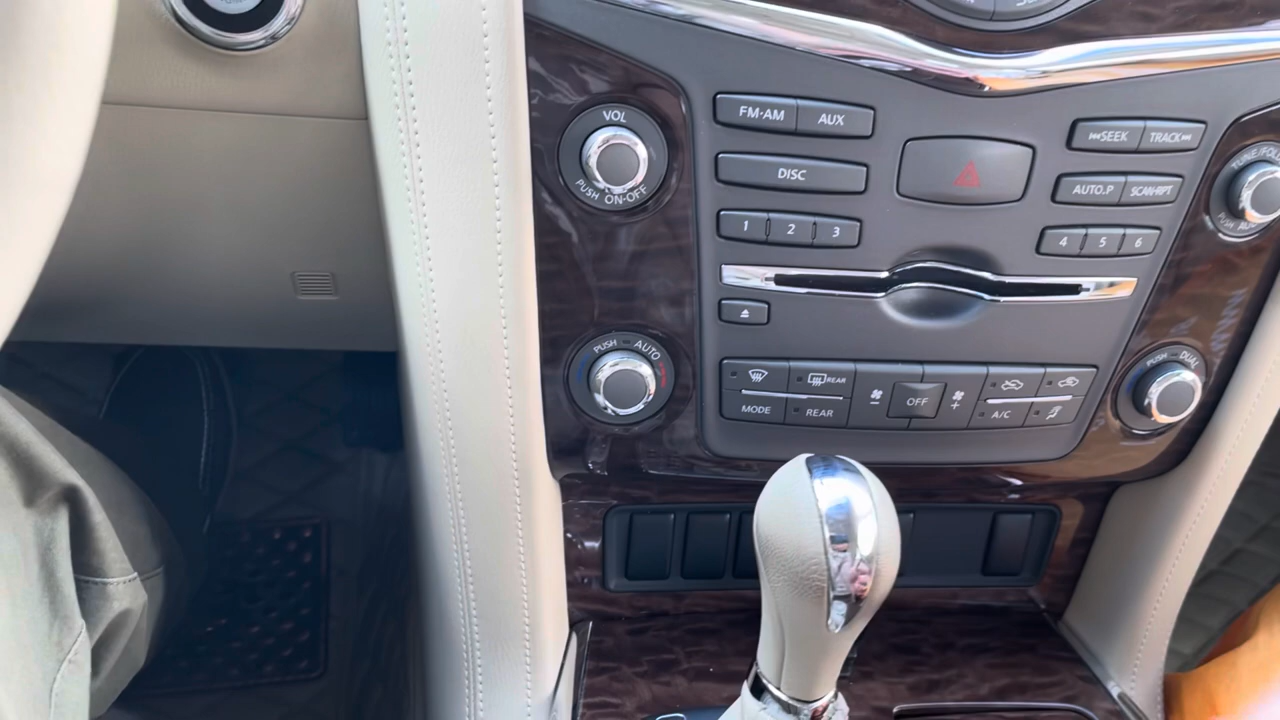 VOL
PUSH ON·OFF
FM·AM
AUX
DISC
1
2
3
SEEK
TRACK
AUTO.P
SCAN·RPT
4
5
6
PUSH AUTO
PUSH DUAL
REAR
MODE
REAR
OFF
A/C